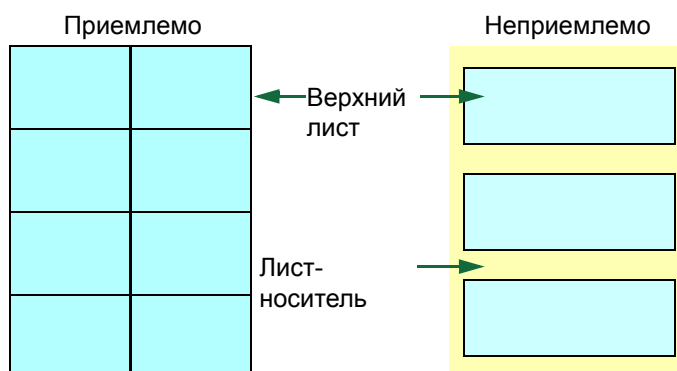 Приемлемо
Неприемлемо
Верхний
лист
Лист-
носитель